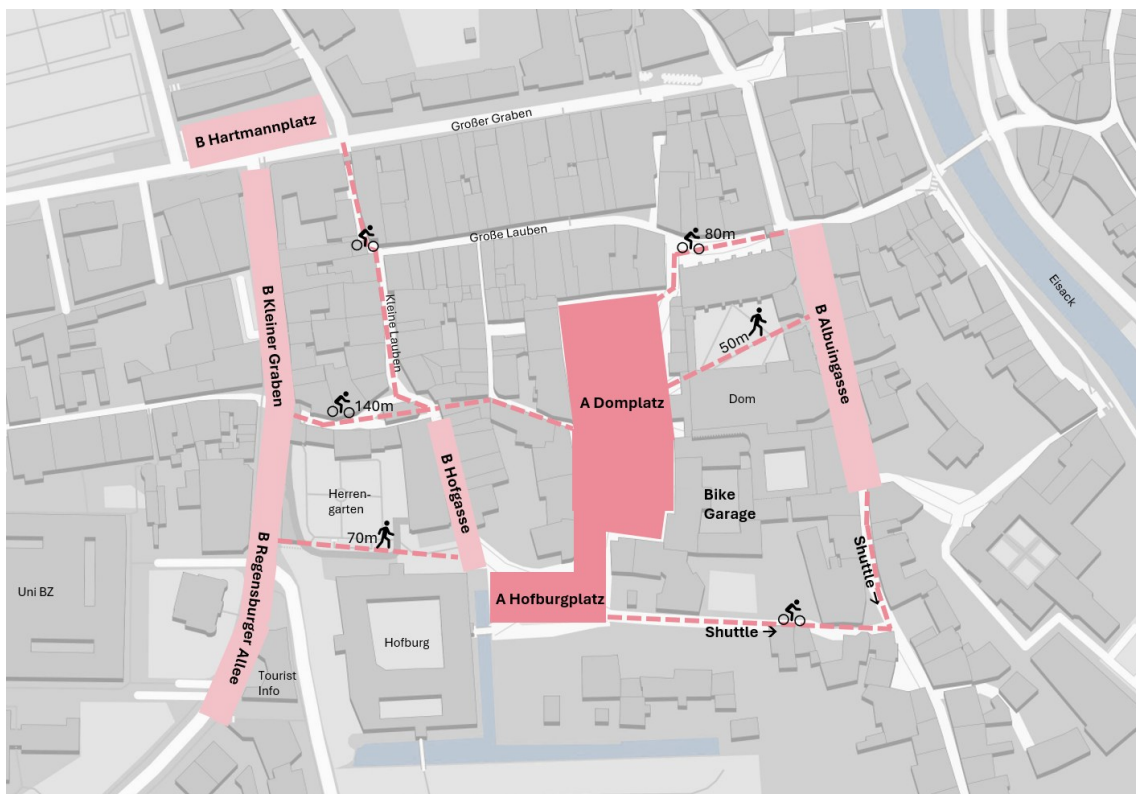 B Hartmannplatz
Großer Graben
Große Lauben
80m
Eisack
Kleine Lauben
B Kleiner Graben
50m
B Albuingasse
A Domplatz
Dom
140m
B Hofgasse
Herren-
garten
Bike
Garage
70m
Shuttle →
Uni BZ
B Regensburger Allee
A Hofburgplatz
Shuttle →
Hofburg
Tourist
Info